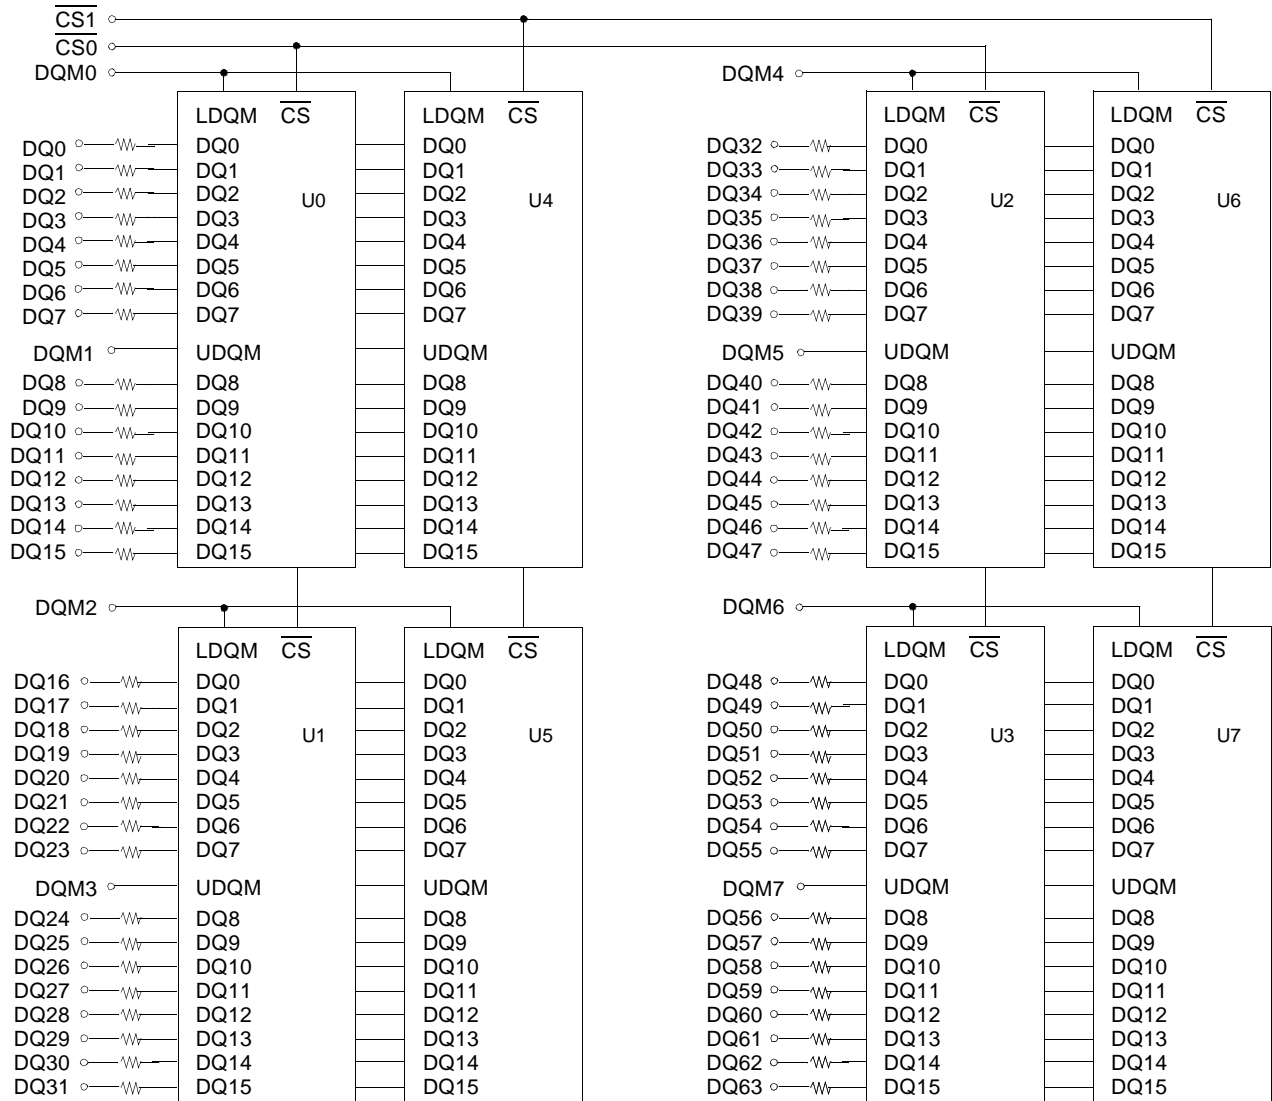 CS1
CS0
DQM0 DQM4
LDQM CS LDQM CS LDQM CS LDQM CS
DQ0 DQ0 DQ0 DQ32 DQ0 DQ0
DQ1 DQ1 DQ1 DQ33 DQ1 DQ1
DQ2 DQ2 U0 DQ2 U4 DQ34 DQ2 U2 DQ2 U6
DQ3 DQ3 DQ3 DQ35 DQ3 DQ3
DQ4 DQ4 DQ4 DQ36 DQ4 DQ4
DQ5 DQ5 DQ5 DQ37 DQ5 DQ5
DQ6 DQ6 DQ6 DQ38 DQ6 DQ6
DQ7 DQ7 DQ7 DQ39 DQ7 DQ7
DQM1 UDQM UDQM DQM5 UDQM UDQM
DQ8 DQ8 DQ8 DQ40 DQ8 DQ8
DQ9 DQ9 DQ9 DQ41 DQ9 DQ9
DQ10 DQ10 DQ10 DQ42 DQ10 DQ10
DQ11 DQ11 DQ11 DQ43 DQ11 DQ11
DQ12 DQ12 DQ12 DQ44 DQ12 DQ12
DQ13 DQ13 DQ13 DQ45 DQ13 DQ13
DQ14 DQ14 DQ14 DQ46 DQ14 DQ14
DQ15 DQ15 DQ15 DQ47 DQ15 DQ15
DQM2 DQM6
LDQM CS LDQM CS LDQM CS LDQM CS
DQ16 DQ0 DQ0 DQ48 DQ0 DQ0
DQ17 DQ1 DQ1 DQ49 DQ1 DQ1
DQ18 DQ2 U1 DQ2 U5 DQ50 DQ2 U3 DQ2 U7
DQ19 DQ3 DQ3 DQ51 DQ3 DQ3
DQ20 DQ4 DQ4 DQ52 DQ4 DQ4
DQ21 DQ5 DQ5 DQ53 DQ5 DQ5
DQ22 DQ6 DQ6 DQ54 DQ6 DQ6
DQ23 DQ7 DQ7 DQ55 DQ7 DQ7
DQM3 UDQM UDQM DQM7 UDQM UDQM
DQ24 DQ8 DQ8 DQ56 DQ8 DQ8
DQ25 DQ9 DQ9 DQ57 DQ9 DQ9
DQ26 DQ10 DQ10 DQ58 DQ10 DQ10
DQ27 DQ11 DQ11 DQ59 DQ11 DQ11
DQ28 DQ12 DQ12 DQ60 DQ12 DQ12
DQ29 DQ13 DQ13 DQ61 DQ13 DQ13
DQ30 DQ14 DQ14 DQ62 DQ14 DQ14
DQ31 DQ15 DQ15 DQ63 DQ15 DQ15